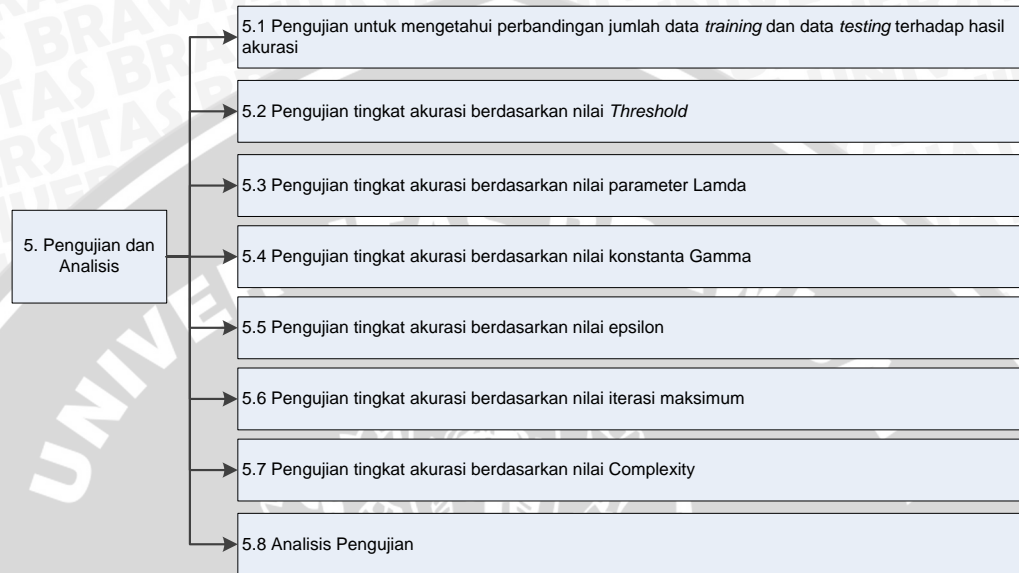 5.1 Pengujian untuk mengetahui perbandingan jumlah data training dan data testing terhadap hasil
akurasi
5.2 Pengujian tingkat akurasi berdasarkan nilai Threshold
5.3 Pengujian tingkat akurasi berdasarkan nilai parameter Lamda
5. Pengujian dan
Analisis
5.4 Pengujian tingkat akurasi berdasarkan nilai konstanta Gamma
5.5 Pengujian tingkat akurasi berdasarkan nilai epsilon
5.6 Pengujian tingkat akurasi berdasarkan nilai iterasi maksimum
5.7 Pengujian tingkat akurasi berdasarkan nilai Complexity
5.8 Analisis Pengujian